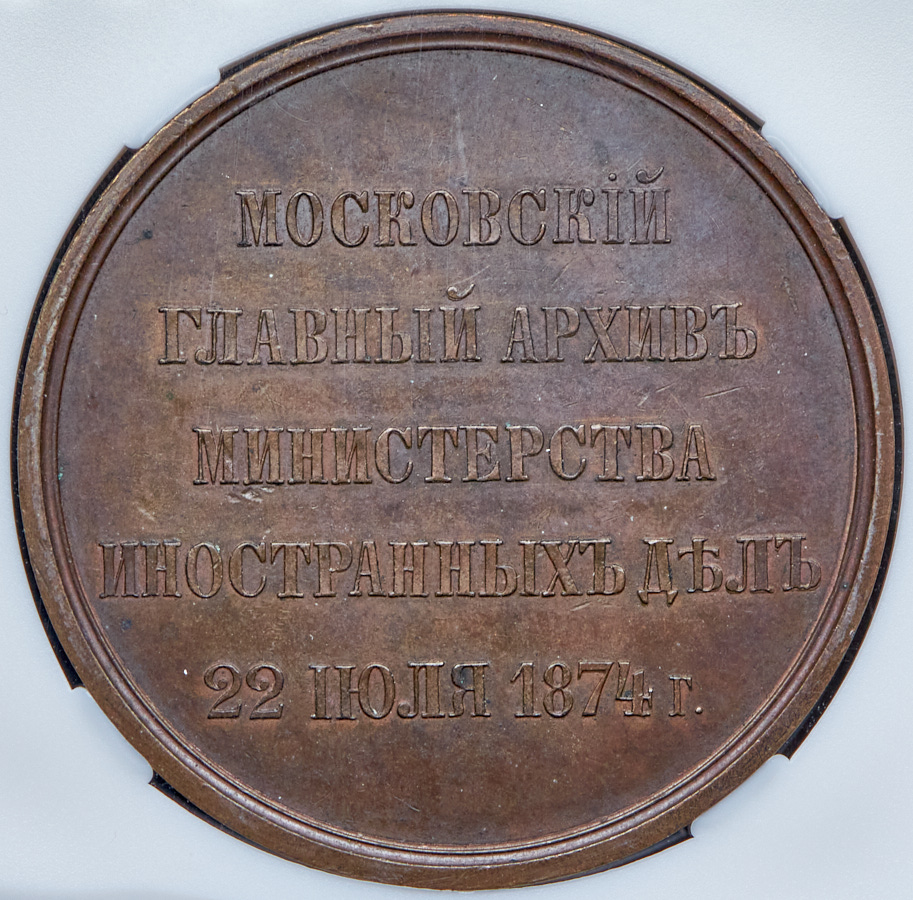 МОСКОВСКІЙ
ГЛАВНЫЙ АРХИВЪ
МИНИСТЕРСТВА
ИНОСТРАННЫХЪ ДѢЛЪ
22 ІЮЛЯ 1874 г.